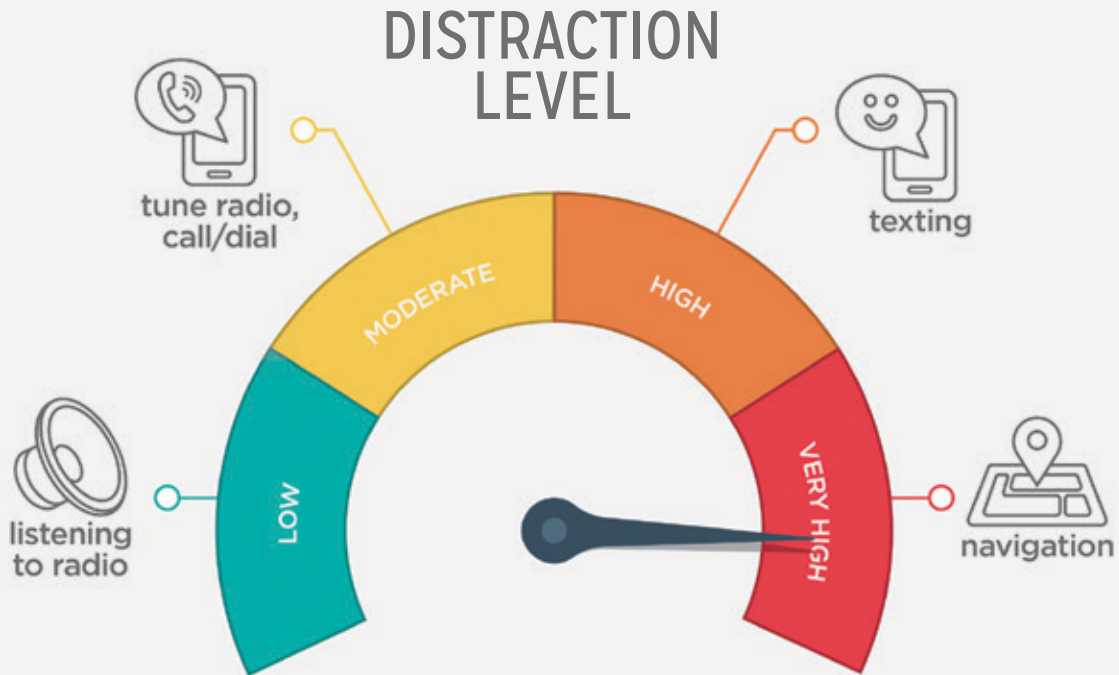 DISTRACTION
LEVEL
tune radio,
call/dial
texting
MODERATE
HIGH
LOW
VERY HIGH
listening
to radio
navigation